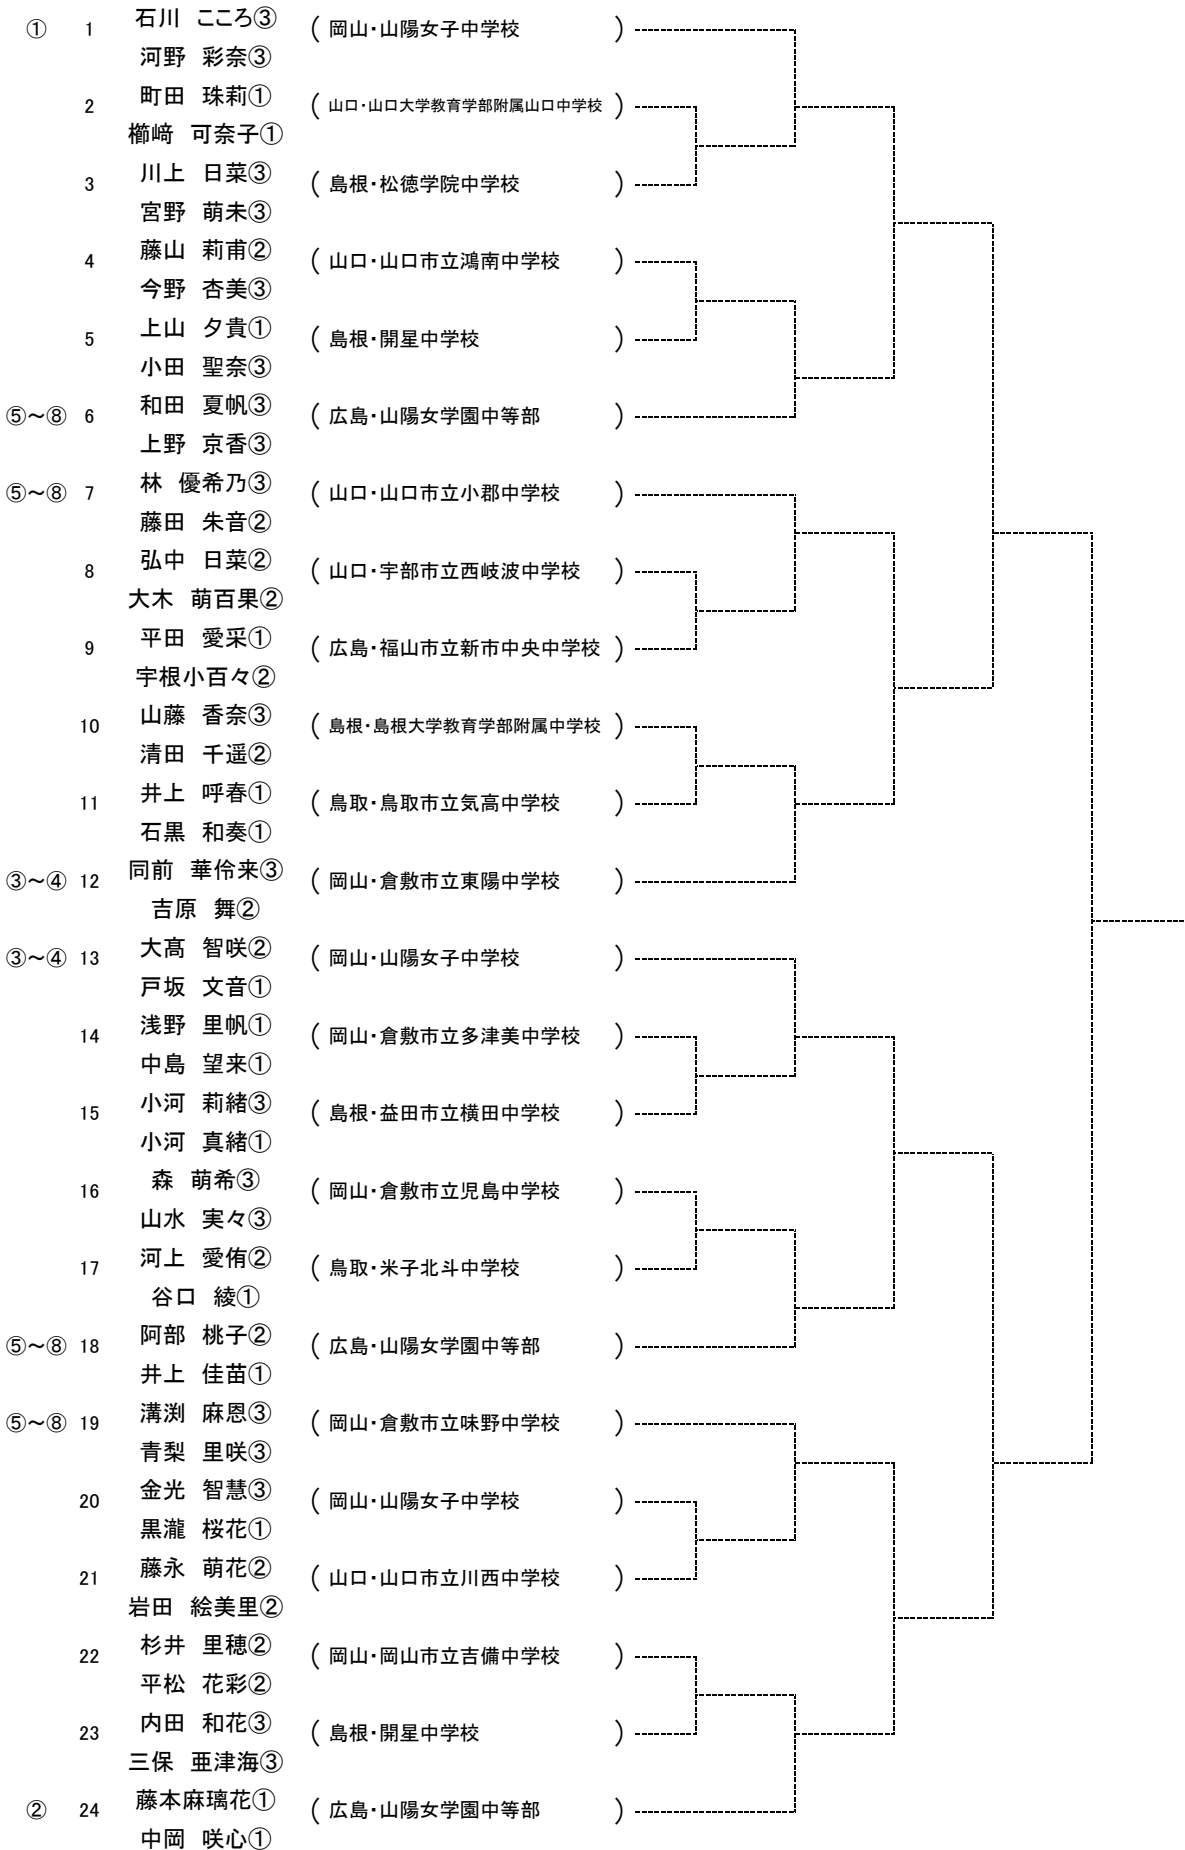 石川 こころ③
① 1 ( 岡山・山陽女子中学校 )
河野 彩奈③
町田 珠莉①
2 ( 山口・山口大学教育学部附属山口中学校 )
櫛﨑 可奈子①
川上 日菜③
3 ( 島根・松徳学院中学校 )
宮野 萌未③
藤山 莉甫②
4 ( 山口・山口市立鴻南中学校 )
今野 杏美③
上山 夕貴①
5 ( 島根・開星中学校 )
小田 聖奈③
和田 夏帆③
⑤～⑧ 6 ( 広島・山陽女学園中等部 )
上野 京香③
林 優希乃③
⑤～⑧ 7 ( 山口・山口市立小郡中学校 )
藤田 朱音②
弘中 日菜②
8 ( 山口・宇部市立西岐波中学校 )
大木 萌百果②
平田 愛采①
9 ( 広島・福山市立新市中央中学校 )
宇根小百々②
山藤 香奈③
10 ( 島根・島根大学教育学部附属中学校 )
清田 千遥②
井上 呼春①
11 ( 鳥取・鳥取市立気高中学校 )
石黒 和奏①
同前 華伶来③
③～④ 12 ( 岡山・倉敷市立東陽中学校 )
吉原 舞②
大髙 智咲②
③～④ 13 ( 岡山・山陽女子中学校 )
戸坂 文音①
浅野 里帆①
14 ( 岡山・倉敷市立多津美中学校 )
中島 望来①
小河 莉緒③
15 ( 島根・益田市立横田中学校 )
小河 真緒①
森 萌希③
16 ( 岡山・倉敷市立児島中学校 )
山水 実々③
河上 愛侑②
17 ( 鳥取・米子北斗中学校 )
谷口 綾①
阿部 桃子②
⑤～⑧ 18 ( 広島・山陽女学園中等部 )
井上 佳苗①
溝渕 麻恩③
⑤～⑧ 19 ( 岡山・倉敷市立味野中学校 )
青梨 里咲③
金光 智慧③
20 ( 岡山・山陽女子中学校 )
黒瀧 桜花①
藤永 萌花②
21 ( 山口・山口市立川西中学校 )
岩田 絵美里②
杉井 里穂②
22 ( 岡山・岡山市立吉備中学校 )
平松 花彩②
内田 和花③
23 ( 島根・開星中学校 )
三保 亜津海③
藤本麻璃花①
② 24 ( 広島・山陽女学園中等部 )
中岡 咲心①